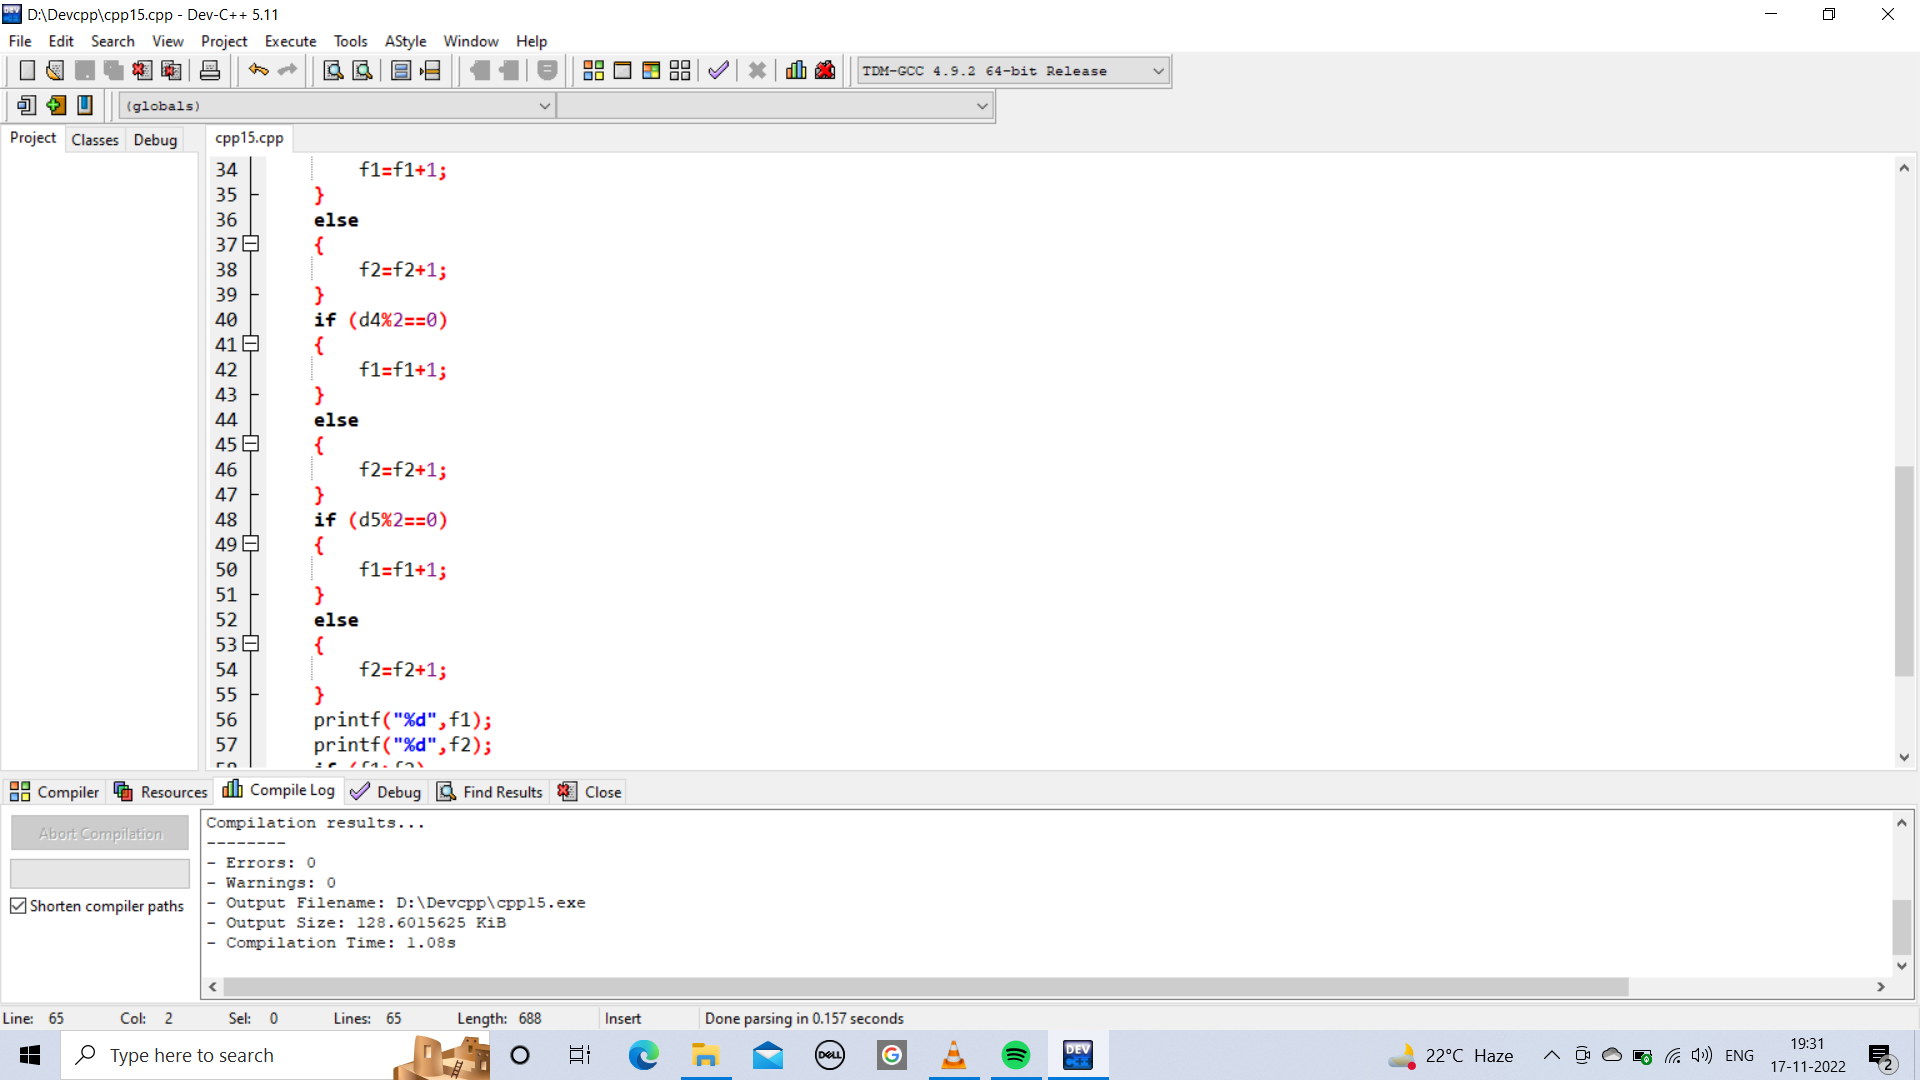 D:\Devcpp\cpp15.cpp - Dev-C++ 5.11
File Edit Search View Project Execute Tools AStyle Window Help
TDM-GCC 4.9.2 64-bit Release
(globals)
Project Classes Debug cpp15.cpp
34 f1=f1+1;
35 }
36 else
37 {
38 f2=f2+1;
39 }
40 if (d4%2==0)
41 {
42 f1=f1+1;
43 }
44 else
45 {
46 f2=f2+1;
47 }
48 if (d5%2==0)
49 {
50 f1=f1+1;
51 }
52 else
53 {
54 f2=f2+1;
55 }
56 printf("%d",f1);
57 printf("%d",f2);
Compiler Resources Compile Log Debug Find Results Close
Abort Compilation
Shorten compiler paths
Compilation results...
--------
- Errors: 0
- Warnings: 0
- Output Filename: D:\Devcpp\cpp15.exe
- Output Size: 128.6015625 KiB
- Compilation Time: 1.08s
Line: 65 Col: 2 Sel: 0 Lines: 65 Length: 688 Insert Done parsing in 0.157 seconds
Type here to search
DELL
G
DEV
22°C Haze
ENG
19:31
17-11-2022
2